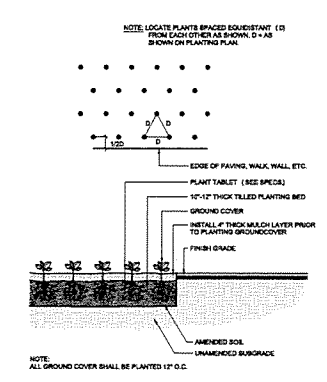 NOTE: LOCATE PLANTS SPACED EQUIDISTANT (D)
FROM EACH OTHER AS SHOWN. D = AS
SHOWN ON PLANTING PLAN.
D
D
D
1/2D
EDGE OF PAVING, WALK, WALL, ETC.
PLANT TABLET (SEE SPECS.)
10"-12" THICK TILLED PLANTING BED
GROUND COVER
INSTALL 4" THICK MULCH LAYER PRIOR
TO PLANTING GROUNDCOVER
FINISH GRADE
AMENDED SOIL
UNAMENDED SUBGRADE
NOTE:
ALL GROUND COVER SHALL BE PLANTED 12" O.C.